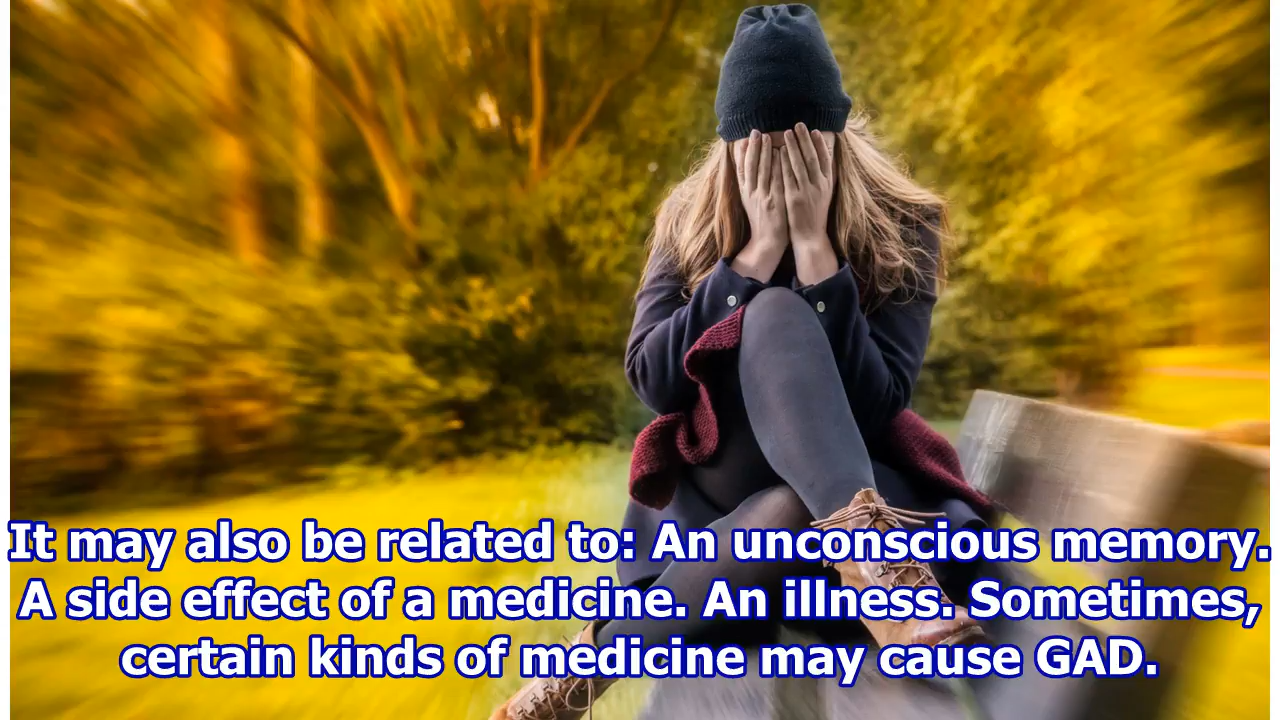 It may also be related to: An unconscious memory.
A side effect of a medicine. An illness. Sometimes,
certain kinds of medicine may cause GAD.